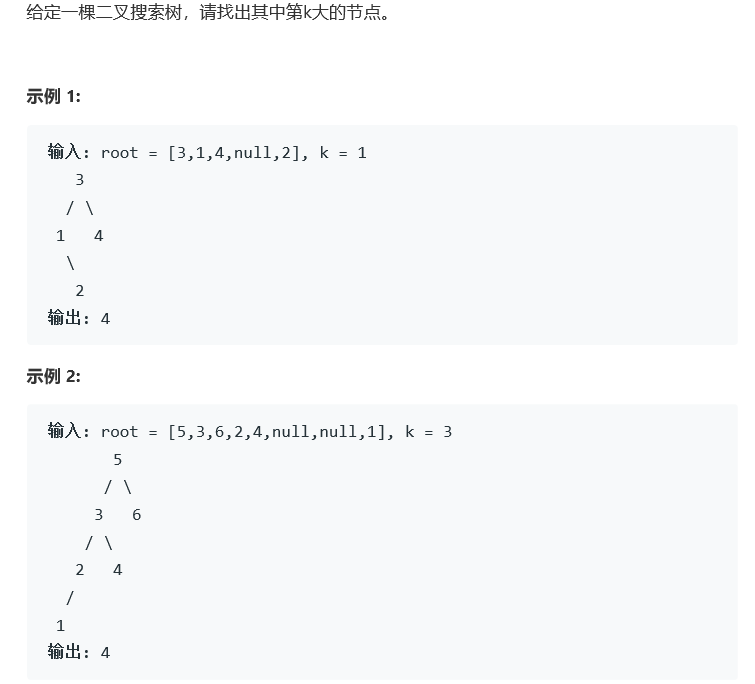 给定一棵二叉搜索树，请找出其中第k大的节点。
示例 1:
输入: root = [3,1,4,null,2], k = 1
3
/ \
1 4
\
2
输出: 4
示例 2:
输入: root = [5,3,6,2,4,null,null,1], k = 3
5
/ \
3 6
/ \
2 4
/
1
输出: 4